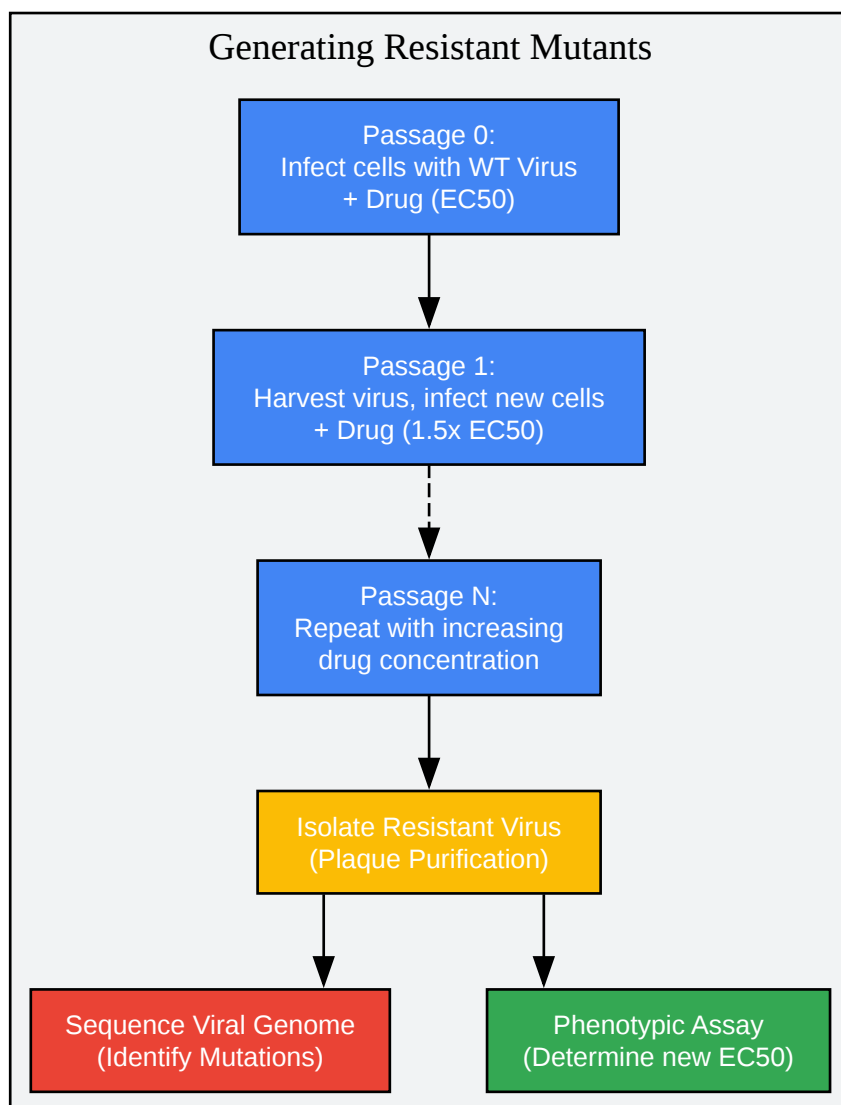 Generating Resistant Mutants
Passage 0:
Infect cells with WT Virus
+ Drug (EC50)
Passage 1:
Harvest virus, infect new cells
+ Drug (1.5x EC50)
Passage N:
Repeat with increasing
drug concentration
Isolate Resistant Virus
(Plaque Purification)
Sequence Viral Genome
(Identify Mutations)
Phenotypic Assay
(Determine new EC50)